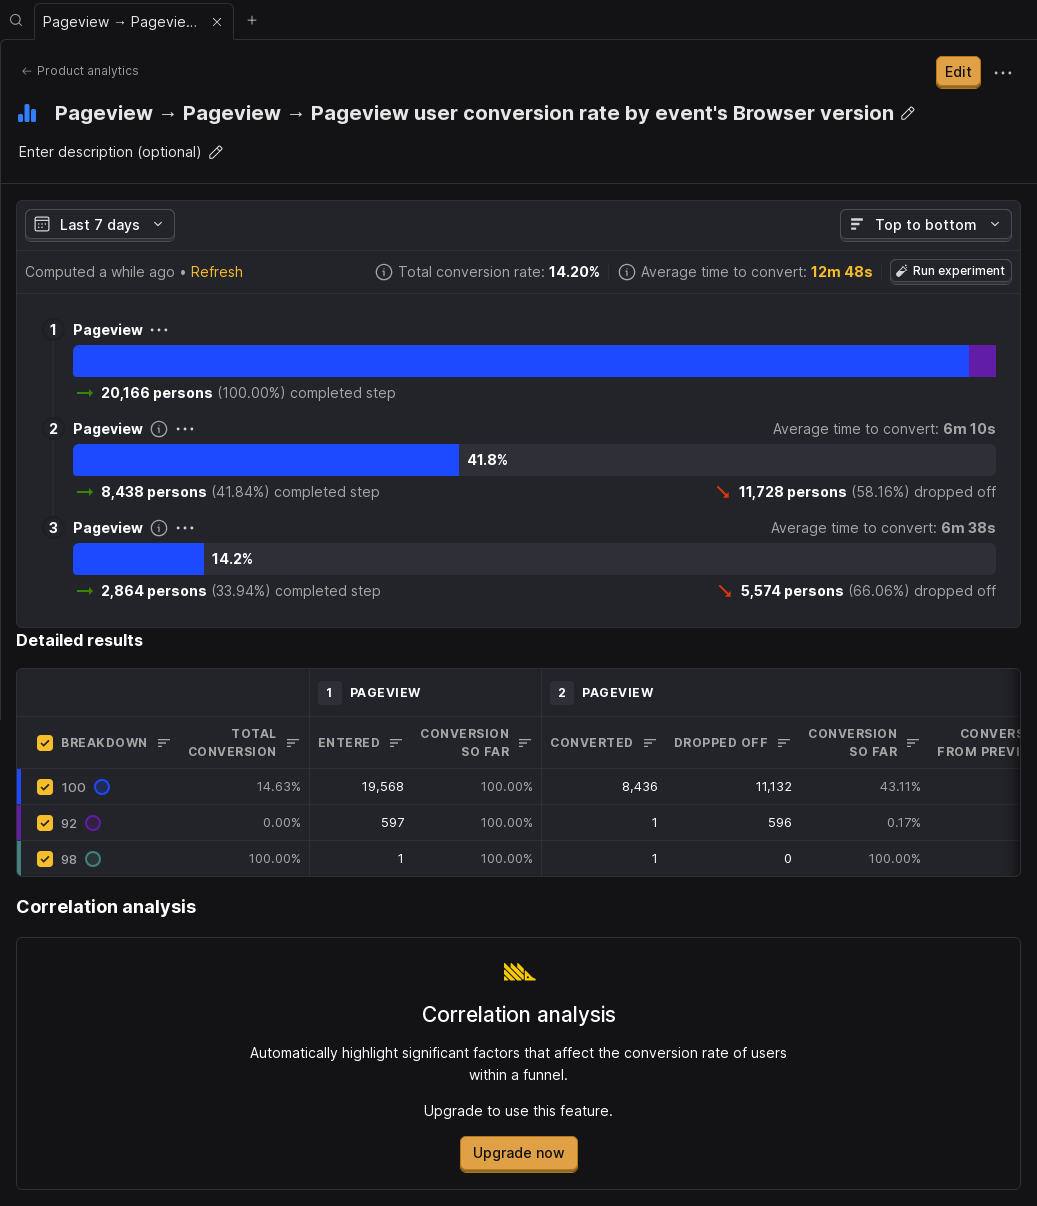 Pageview → Pagevie...
Product analytics
Edit
Pageview → Pageview → Pageview user conversion rate by event's Browser version
Enter description (optional)
Last 7 days
Top to bottom
Computed a while ago • Refresh
Total conversion rate: 14.20%
Average time to convert: 12m 48s
Run experiment
1 Pageview
20,166 persons (100.00%) completed step
2 Pageview
Average time to convert: 6m 10s
41.8%
8,438 persons (41.84%) completed step
11,728 persons (58.16%) dropped off
3 Pageview
Average time to convert: 6m 38s
14.2%
2,864 persons (33.94%) completed step
5,574 persons (66.06%) dropped off
Detailed results
1 PAGEVIEW
2 PAGEVIEW
BREAKDOWN
TOTAL
CONVERSION
ENTERED
CONVERSION
SO FAR
CONVERTED
DROPPED OFF
CONVERSION
SO FAR
CONVERS
FROM PREVI
100 14.63% 19,568 100.00% 8,436 11,132 43.11%
92 0.00% 597 100.00% 1 596 0.17%
98 100.00% 1 100.00% 1 0 100.00%
Correlation analysis
Correlation analysis
Automatically highlight significant factors that affect the conversion rate of users
within a funnel.
Upgrade to use this feature.
Upgrade now